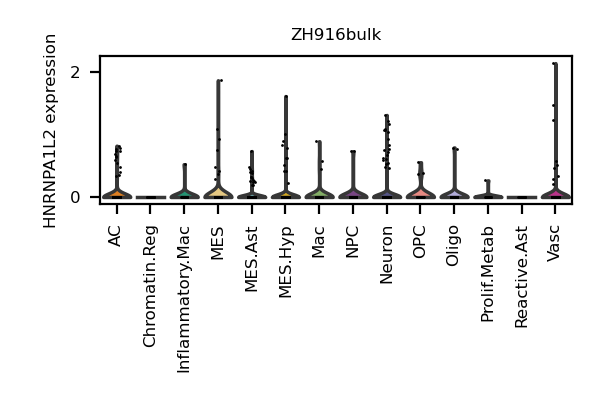 ZH916bulk
HNRNPA1L2 expression
2
0
AC
Chromatin.Reg
Inflammatory.Mac
MES
MES.Ast
MES.Hyp
Mac
NPC
Neuron
OPC
Oligo
Prolif.Metab
Reactive.Ast
Vasc